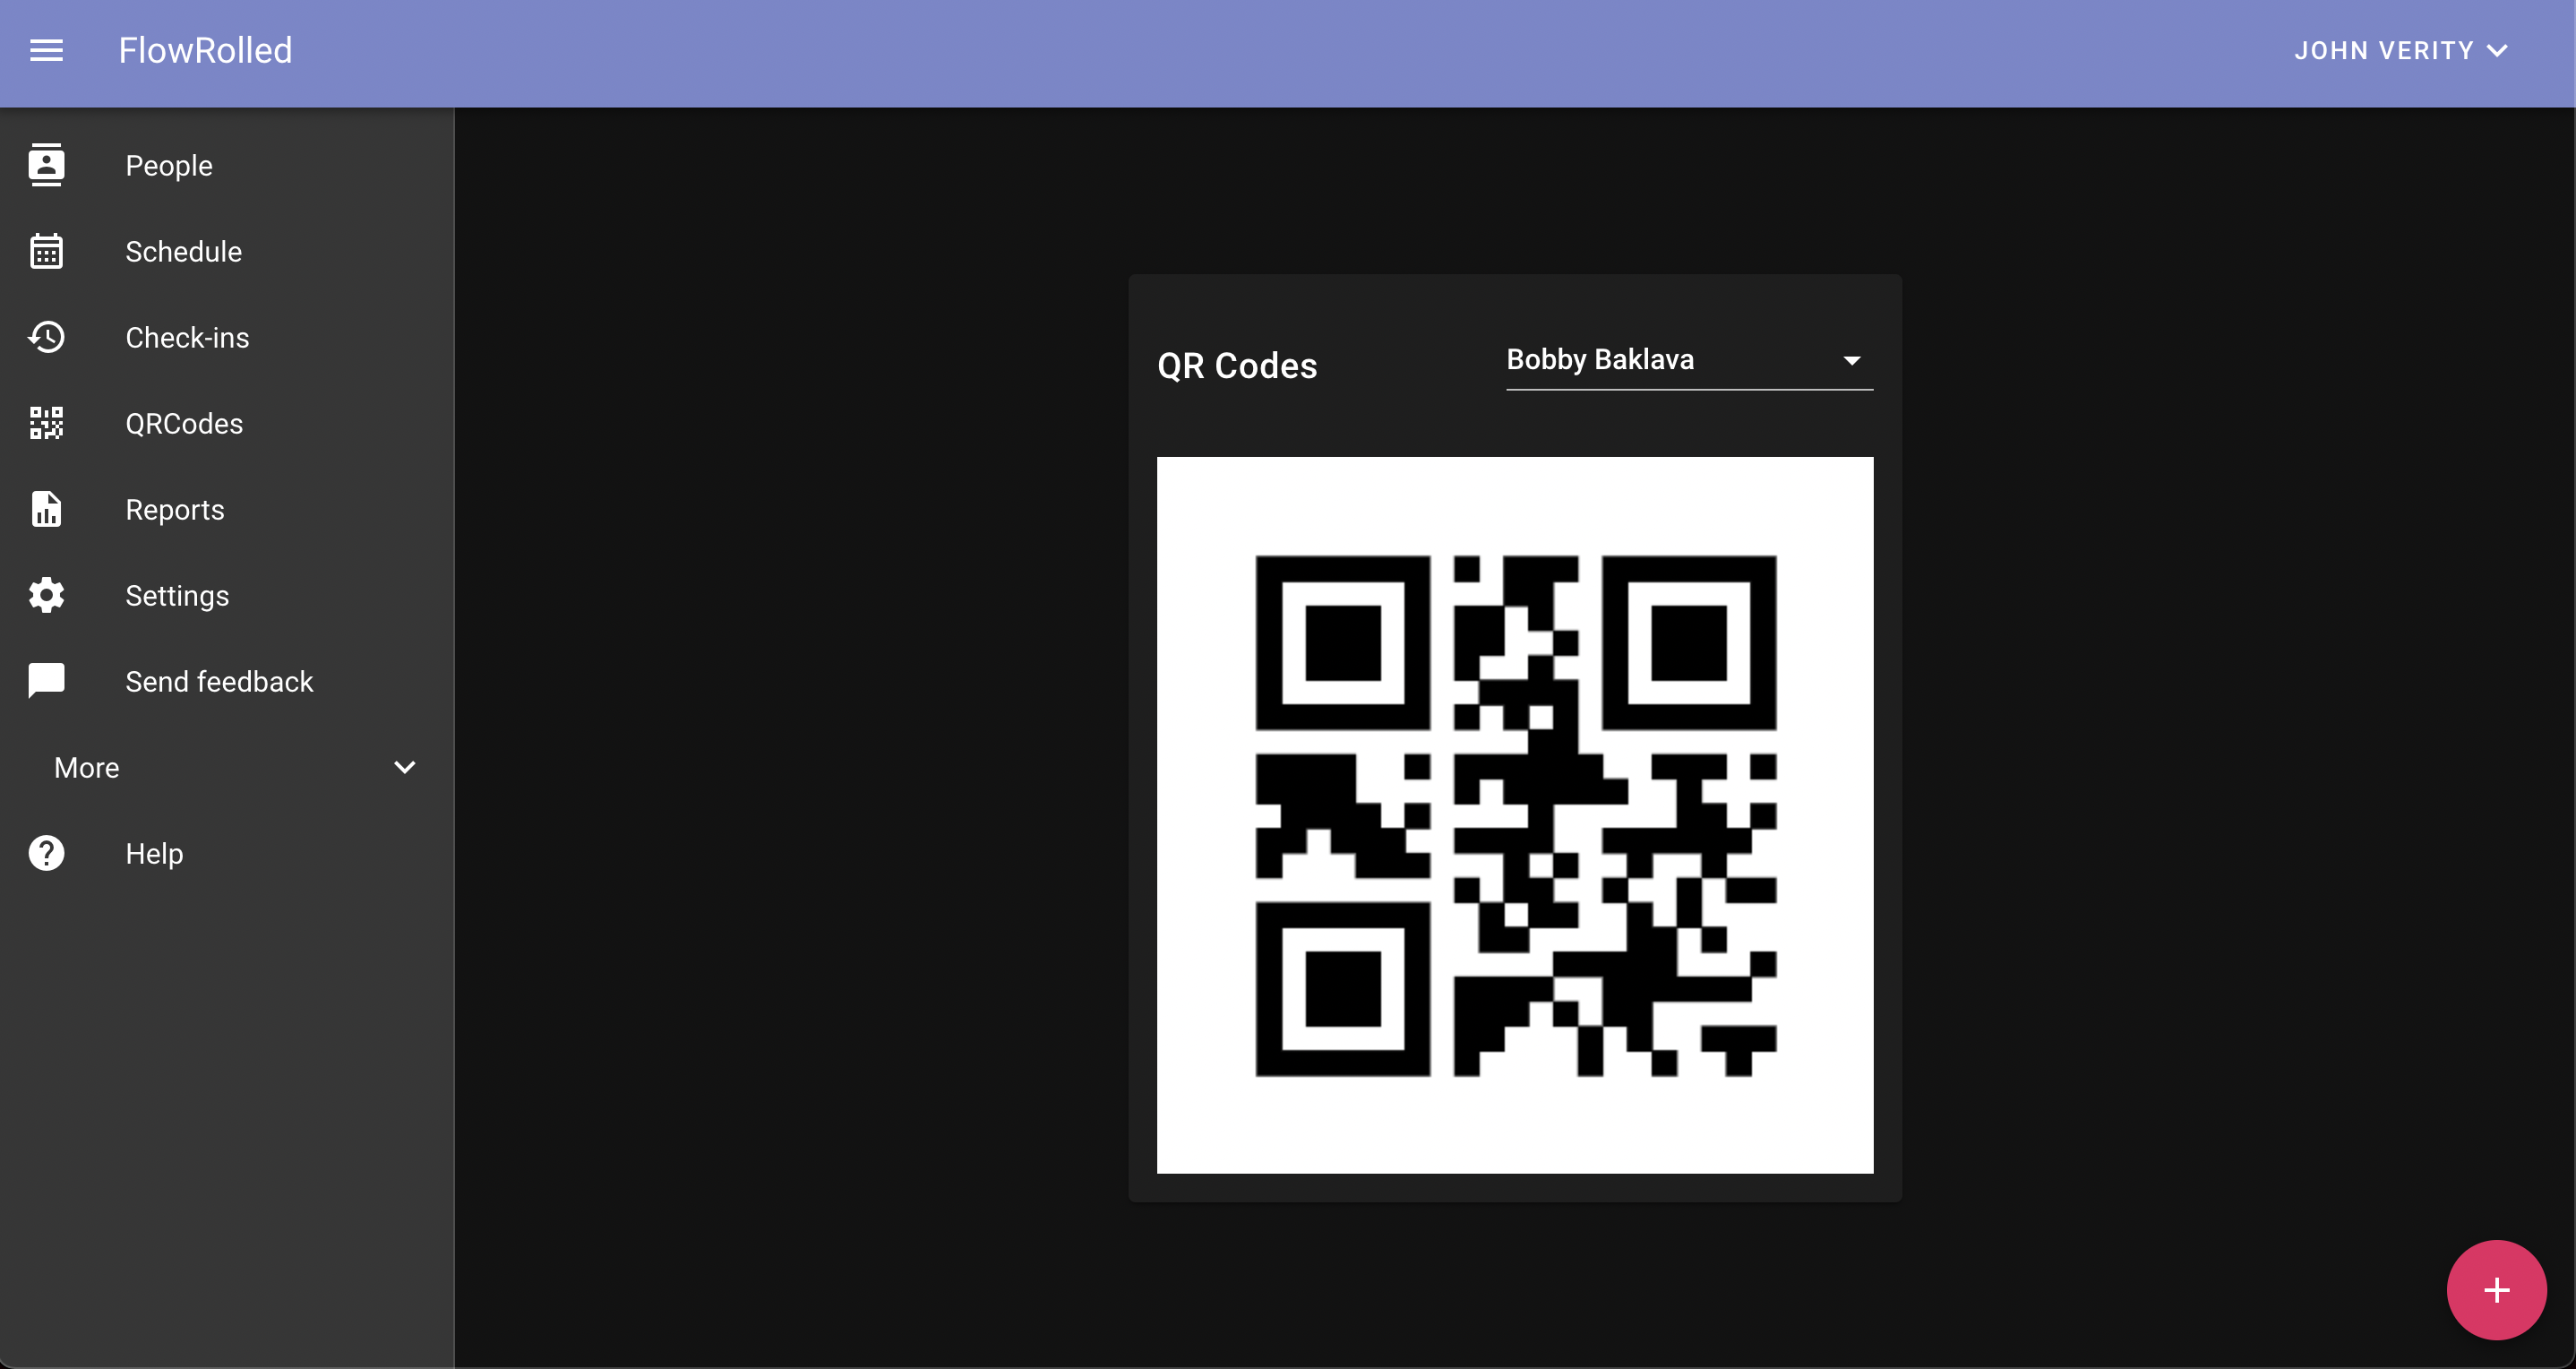 FlowRolled
JOHN VERITY
People
Schedule
Check-ins
QRCodes
Reports
Settings
Send feedback
More
Help
QR Codes
Bobby Baklava